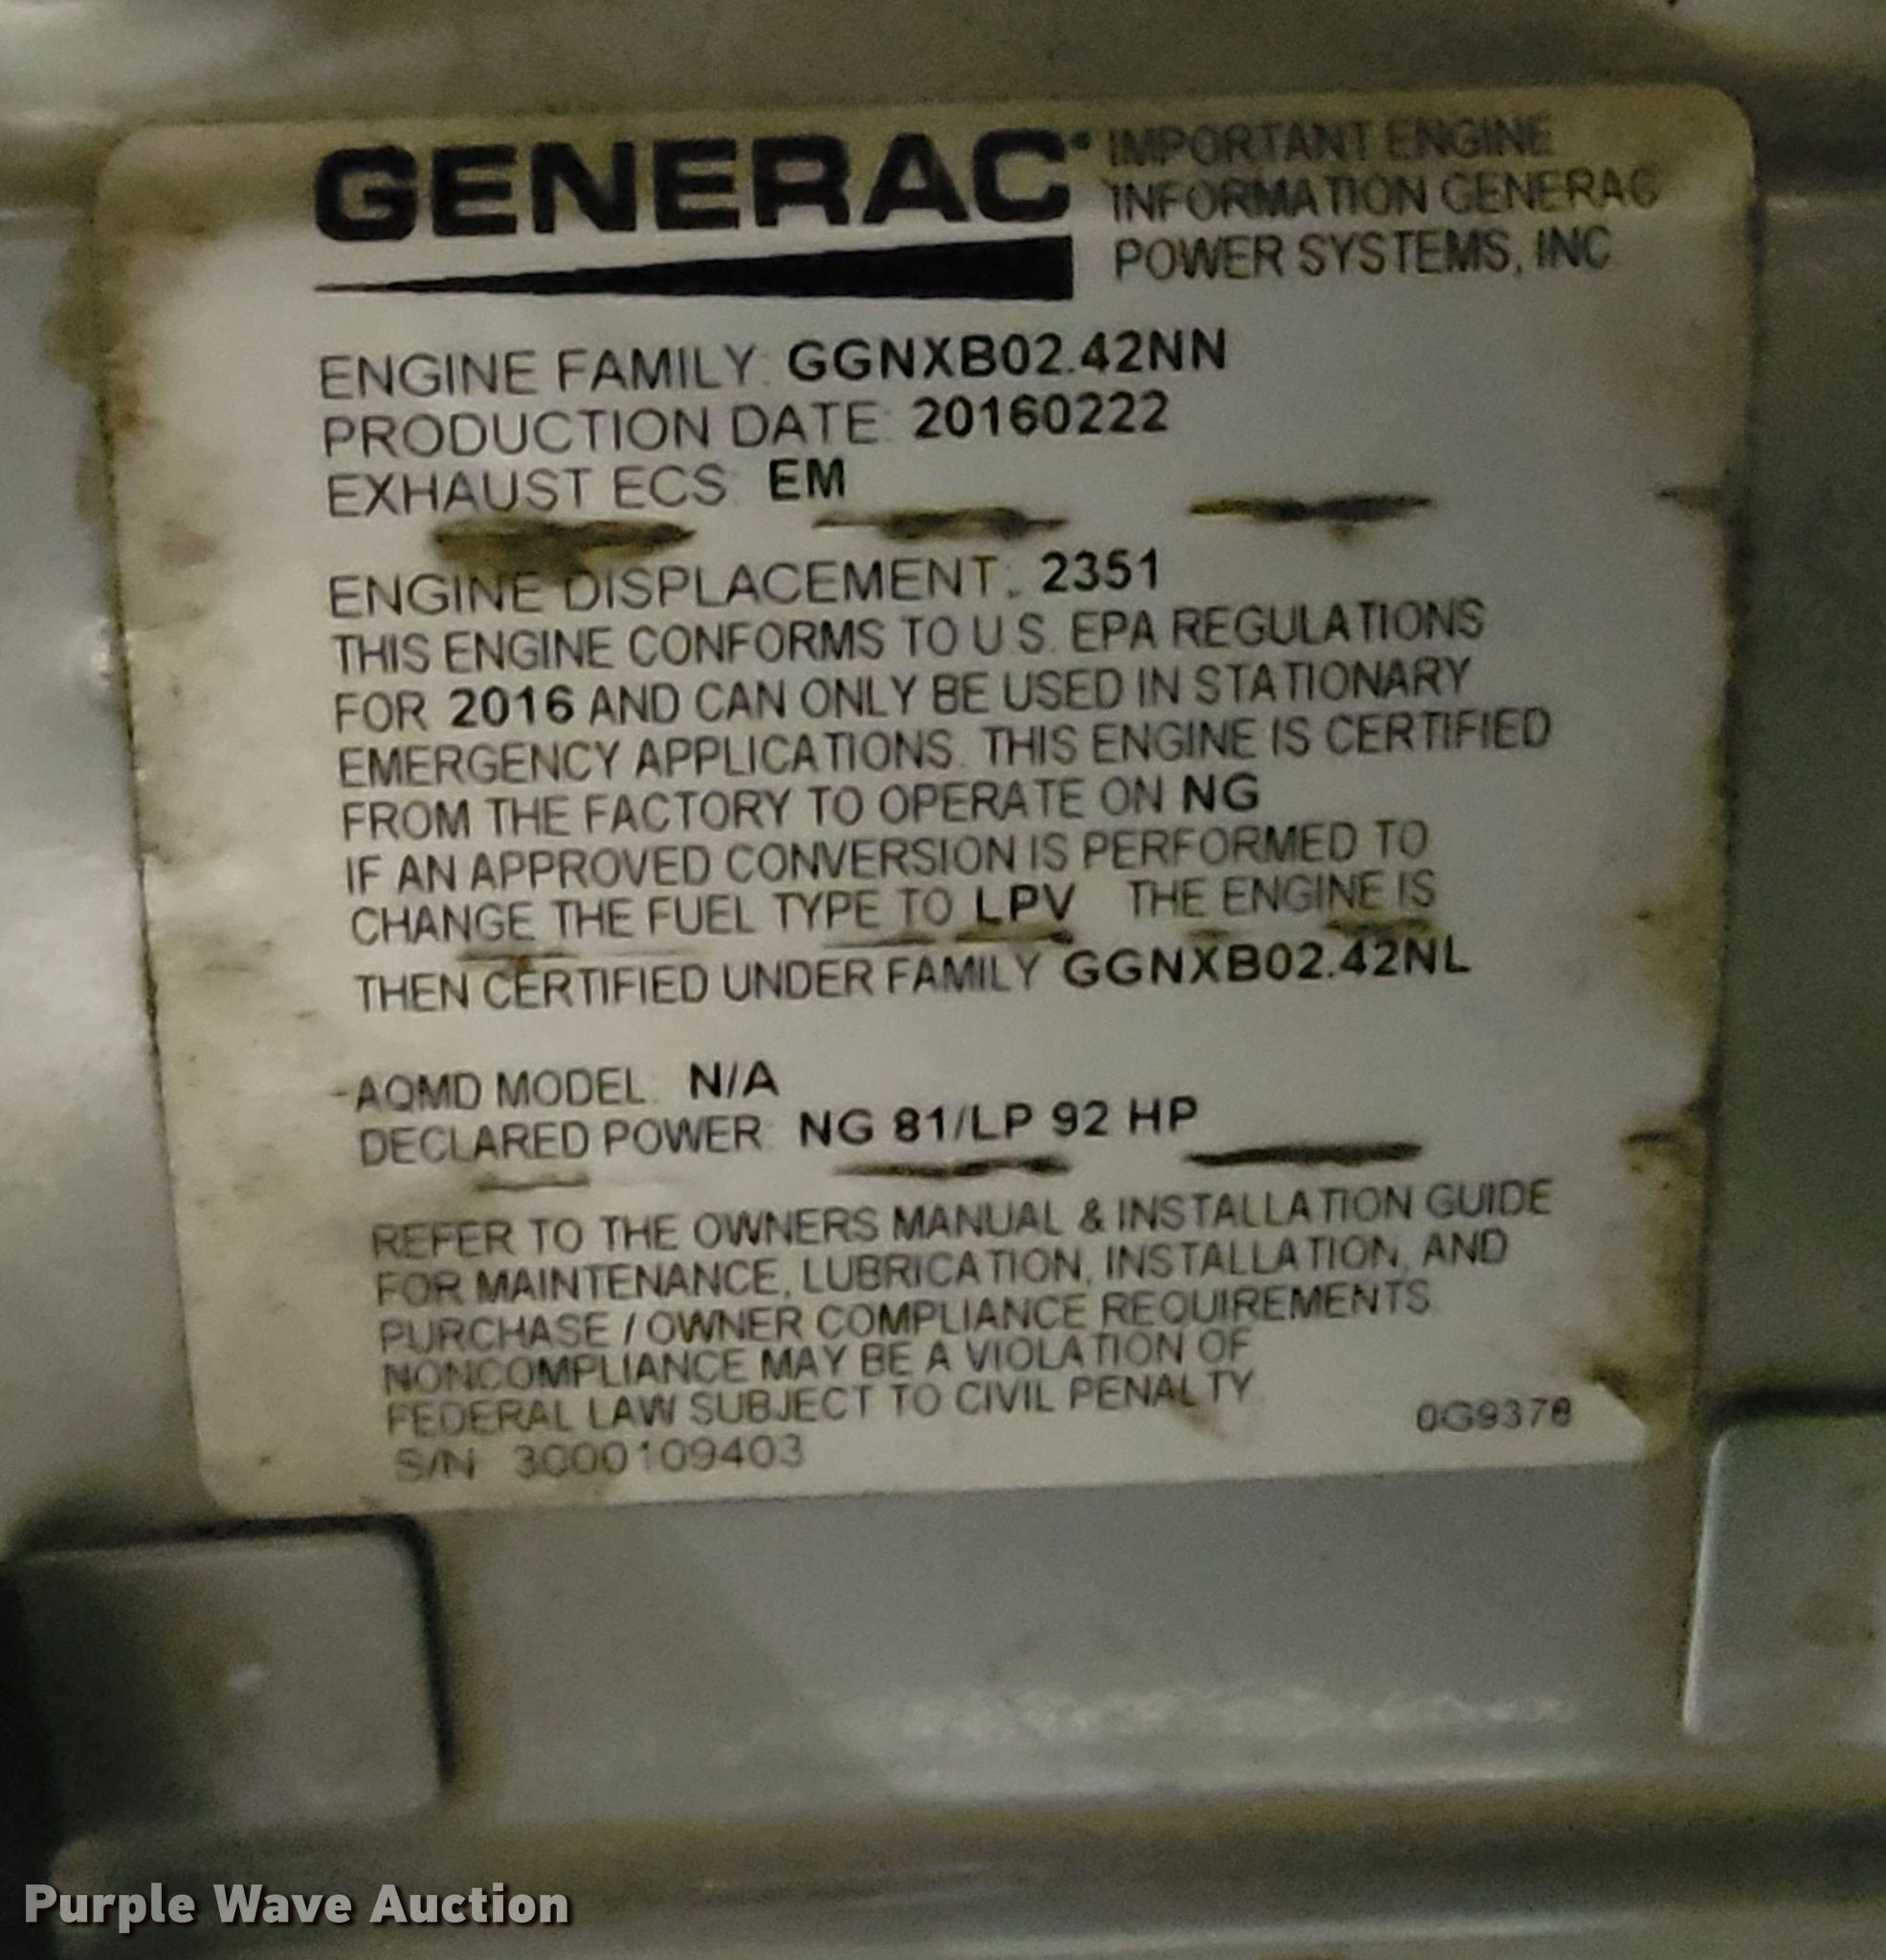 GENERAC
IMPORTANT ENGINE
INFORMATION GENERAC
POWER SYSTEMS, INC
ENGINE FAMILY: GGNXB02.42NN
PRODUCTION DATE: 20160222
EXHAUST ECS: EM
ENGINE DISPLACEMENT: 2351
THIS ENGINE CONFORMS TO U.S. EPA REGULATIONS
FOR 2016 AND CAN ONLY BE USED IN STATIONARY
EMERGENCY APPLICATIONS. THIS ENGINE IS CERTIFIED
FROM THE FACTORY TO OPERATE ON NG
IF AN APPROVED CONVERSION IS PERFORMED TO
CHANGE THE FUEL TYPE TO LPV THE ENGINE IS
THEN CERTIFIED UNDER FAMILY GGNXB02.42NL
AQMD MODEL: N/A
DECLARED POWER: NG 81/LP 92 HP
REFER TO THE OWNERS MANUAL & INSTALLATION GUIDE
FOR MAINTENANCE, LUBRICATION, INSTALLATION, AND
PURCHASE / OWNER COMPLIANCE REQUIREMENTS.
NONCOMPLIANCE MAY BE A VIOLATION OF
FEDERAL LAW SUBJECT TO CIVIL PENALTY.
S/N 3000109403
0G9378
Purple Wave Auction